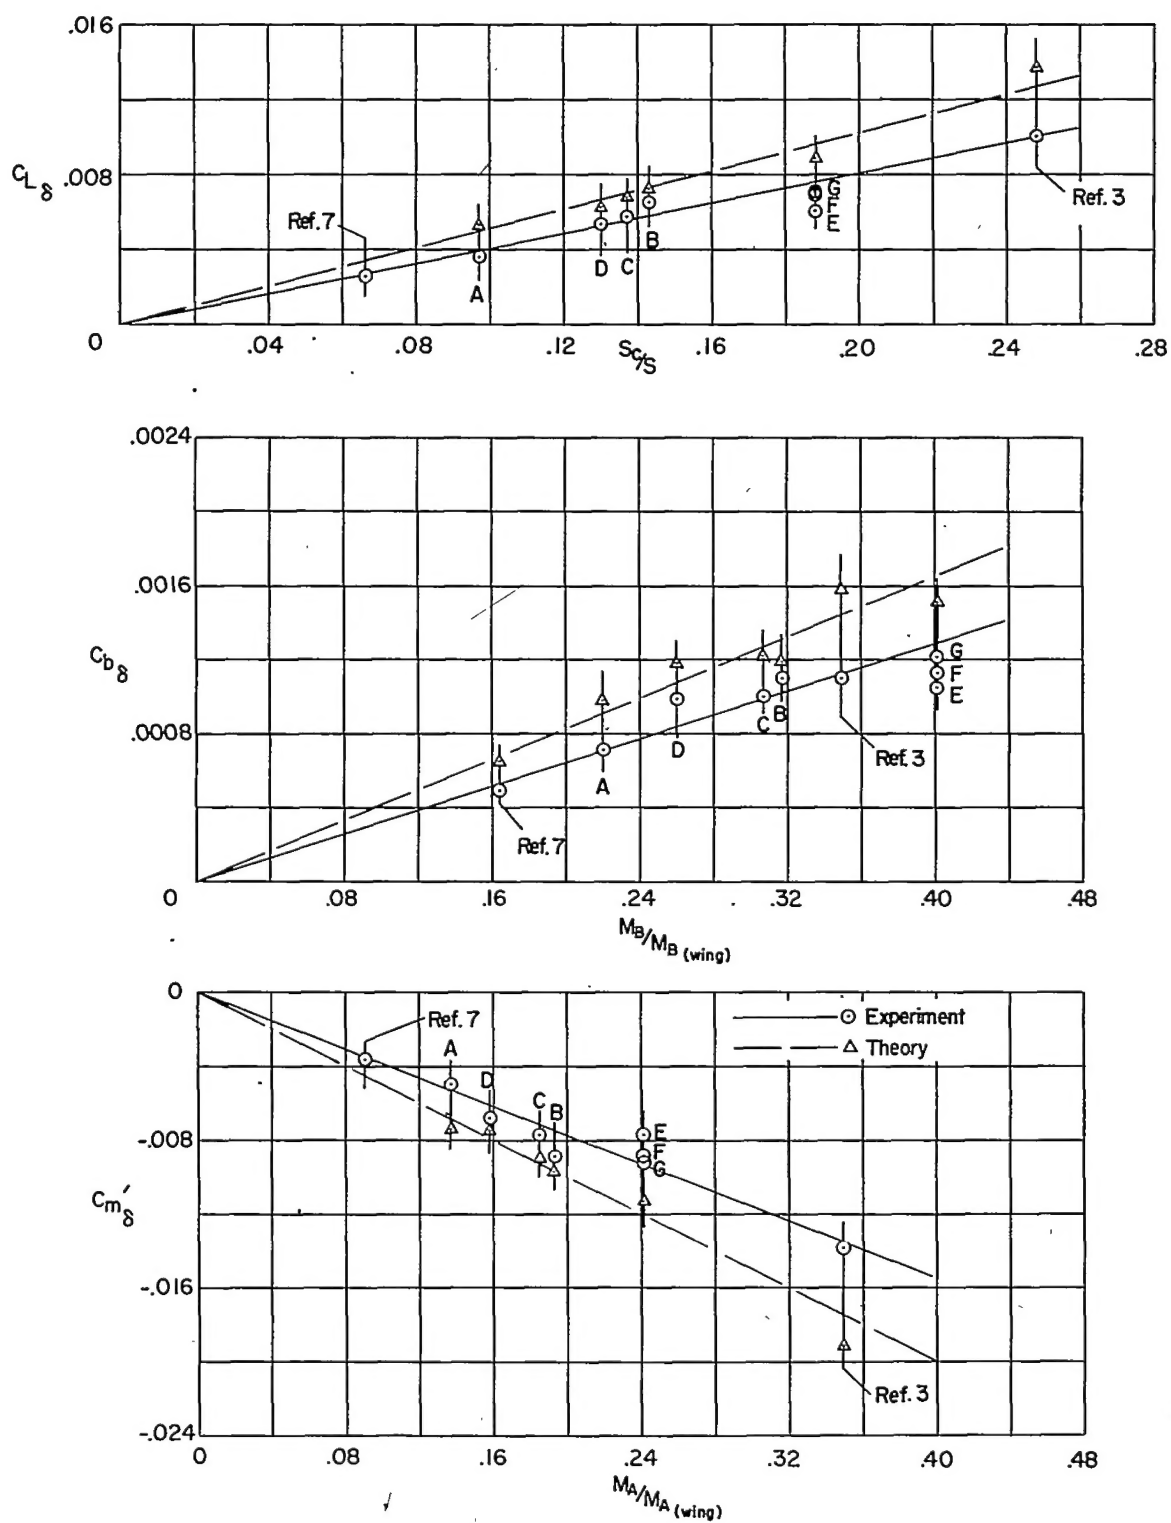 .016
C_Lδ .008
Ref. 7
A
D C B
G
F
E
Ref. 3
0 .04 .08 .12 .16 .20 .24 .28
Sc/S
.0024
.0016
C_bδ
.0008
Ref. 7
A
D
C B
Ref. 3
G
F
E
0 .08 .16 .24 .32 .40 .48
M_B/M_B (wing)
0
Ref. 7
Experiment
Theory
A
D
C B
E
F
G
-.008
C_m'δ
-.016
Ref. 3
-.024
0 .08 .16 .24 .32 .40 .48
M_A/M_A (wing)